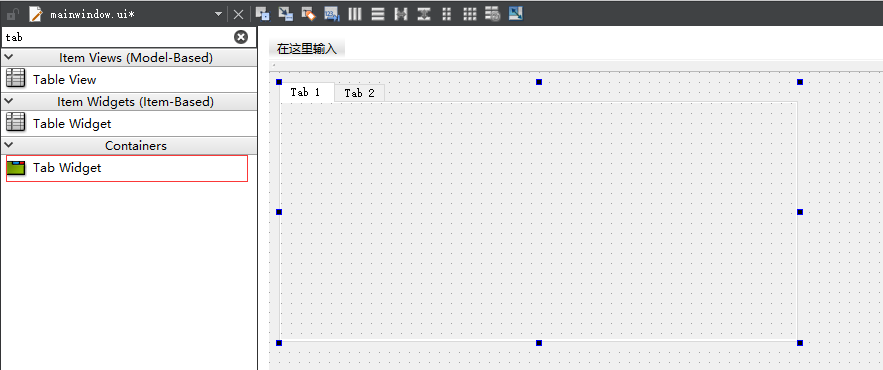 mainwindow.ui*
tab
Item Views (Model-Based)
Table View
Item Widgets (Item-Based)
Table Widget
Containers
Tab Widget
在这里输入
Tab 1
Tab 2